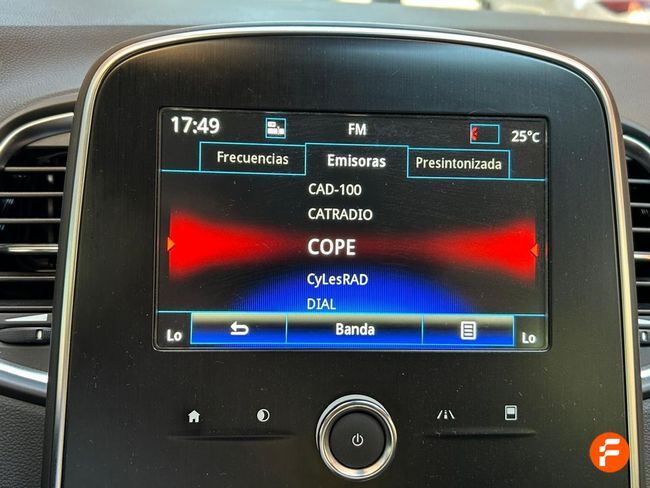 17:49
FM
25°C
Frecuencias
Emisoras
Presintonizada
CAD-100
CATRADIO
COPE
CyLesRAD
DIAL
Lo
Banda
Lo